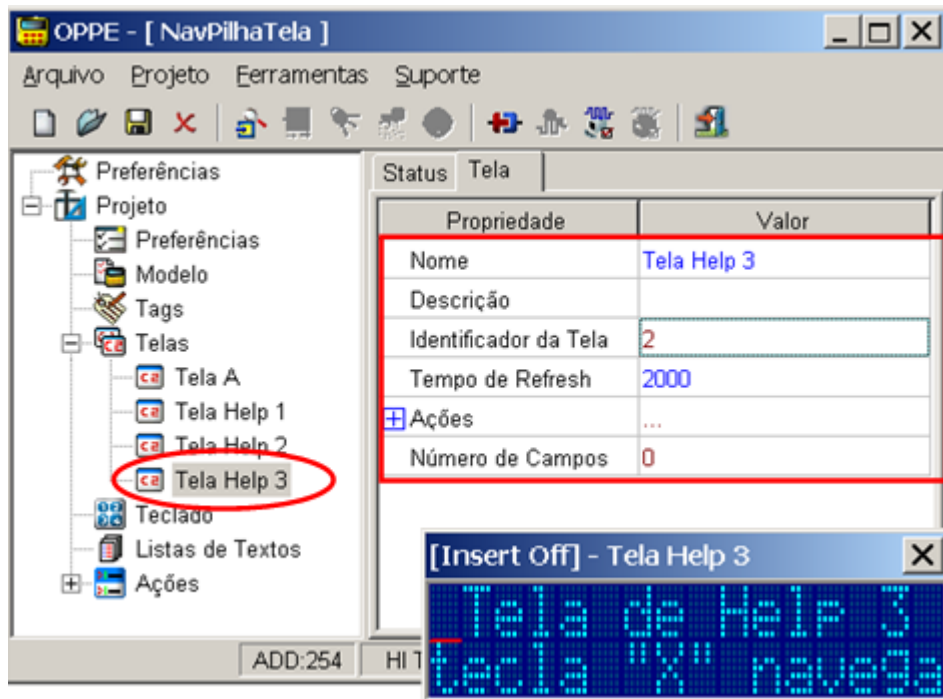 OPPE - [ NavPilhaTela ]
Arquivo Projeto Ferramentas Suporte
Preferências
Projeto
Preferências
Modelo
Tags
Telas
Tela A
Tela Help 1
Tela Help 2
Tela Help 3
Teclado
Listas de Textos
Ações
Status Tela
Propriedade Valor
Nome Tela Help 3
Descrição
Identificador da Tela 2
Tempo de Refresh 2000
Ações ...
Número de Campos 0
[Insert Off] - Tela Help 3
Tela de Help 3
tecla "X" navega
ADD:254 HI